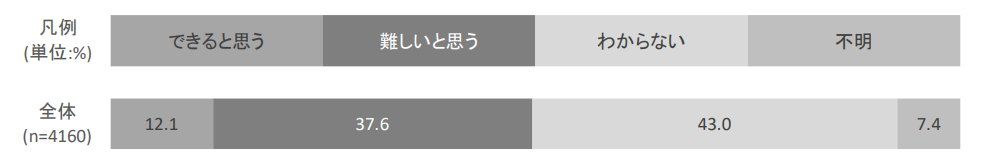 凡例
(単位:%)
できると思う 難しいと思う わからない 不明
全体
(n=4160)
12.1 37.6 43.0 7.4